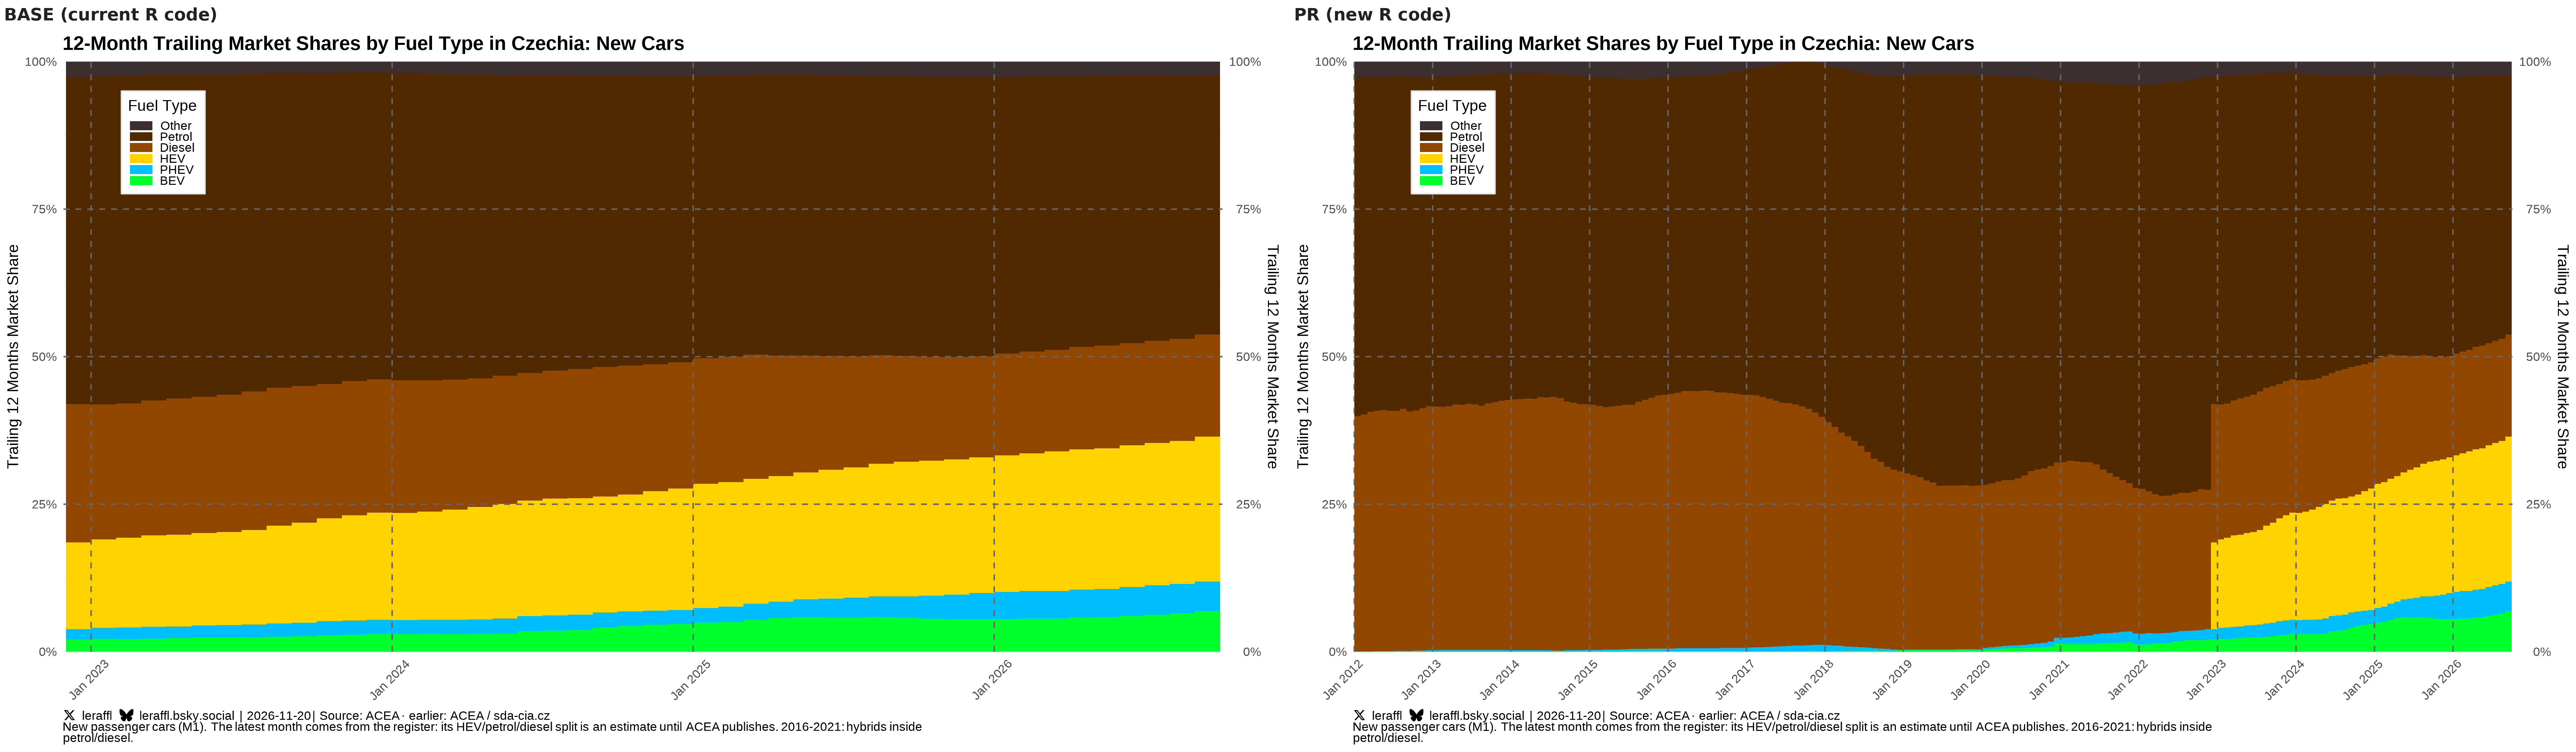 BASE (current R code)
12-Month Trailing Market Shares by Fuel Type in Czechia: New Cars
100%
75%
50%
25%
0%
Trailing 12 Months Market Share
Fuel Type
Other
Petrol
Diesel
HEV
PHEV
BEV
100%
75%
50%
25%
0%
Trailing 12 Months Market Share
Jan 2023
Jan 2024
Jan 2025
Jan 2026
leraffl leraffl.bsky.social | 2026-11-20| Source: ACEA · earlier: ACEA / sda-cia.cz
New passenger cars (M1). The latest month comes from the register: its HEV/petrol/diesel split is an estimate until ACEA publishes. 2016-2021: hybrids inside
petrol/diesel.
PR (new R code)
12-Month Trailing Market Shares by Fuel Type in Czechia: New Cars
100%
75%
50%
25%
0%
Trailing 12 Months Market Share
Fuel Type
Other
Petrol
Diesel
HEV
PHEV
BEV
100%
75%
50%
25%
0%
Trailing 12 Months Market Share
Jan 2012
Jan 2013
Jan 2014
Jan 2015
Jan 2016
Jan 2017
Jan 2018
Jan 2019
Jan 2020
Jan 2021
Jan 2022
Jan 2023
Jan 2024
Jan 2025
Jan 2026
leraffl leraffl.bsky.social | 2026-11-20| Source: ACEA · earlier: ACEA / sda-cia.cz
New passenger cars (M1). The latest month comes from the register: its HEV/petrol/diesel split is an estimate until ACEA publishes. 2016-2021: hybrids inside
petrol/diesel.